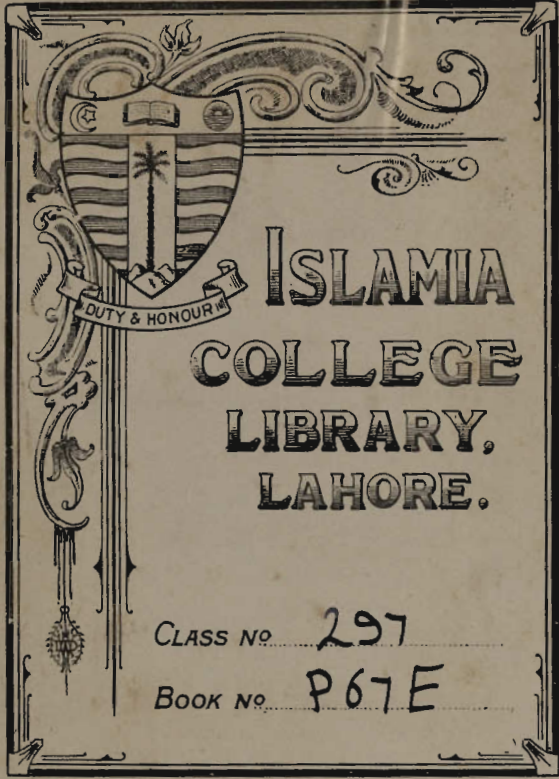 DUTY & HONOUR
ISLAMIA
COLLEGE
LIBRARY,
LAHORE.
CLASS NO 297
BOOK NO P67E